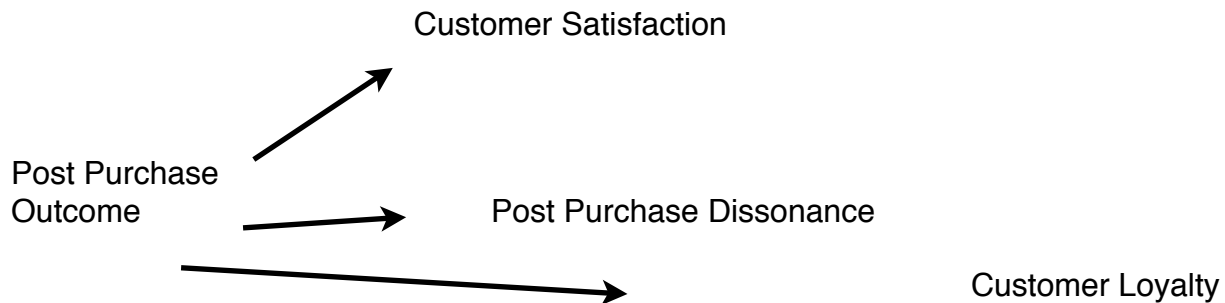 Customer Satisfaction
Post Purchase
Outcome
Post Purchase Dissonance
Customer Loyalty